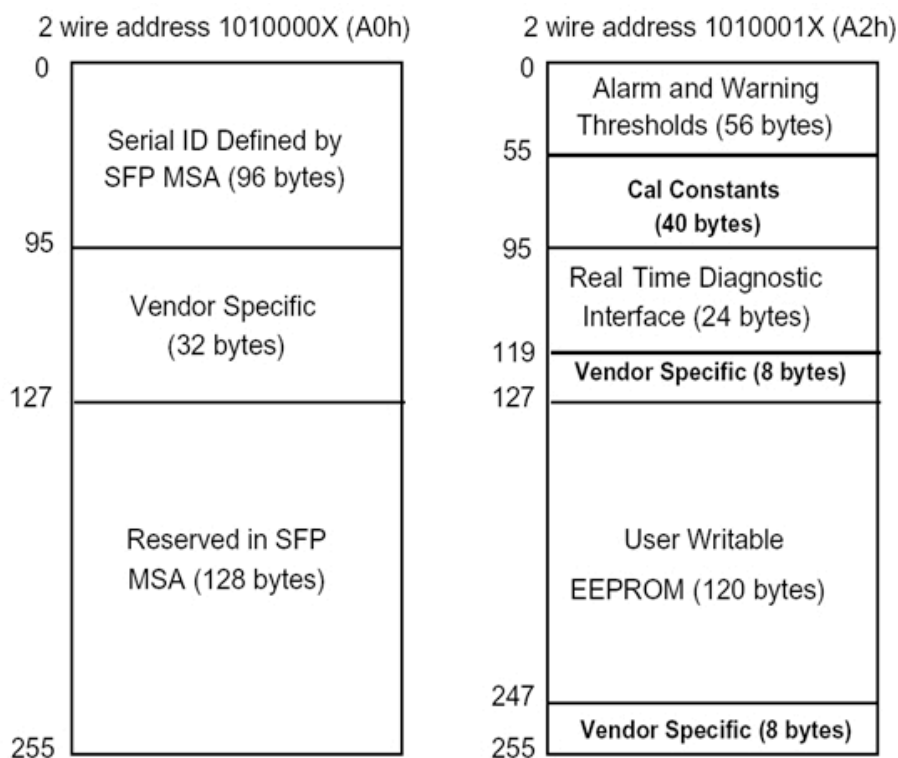 2 wire address 1010000X (A0h)
0
Serial ID Defined by
SFP MSA (96 bytes)
95
Vendor Specific
(32 bytes)
127
Reserved in SFP
MSA (128 bytes)
255
2 wire address 1010001X (A2h)
0
Alarm and Warning
Thresholds (56 bytes)
55
Cal Constants
(40 bytes)
95
Real Time Diagnostic
Interface (24 bytes)
119
Vendor Specific (8 bytes)
127
User Writable
EEPROM (120 bytes)
247
Vendor Specific (8 bytes)
255